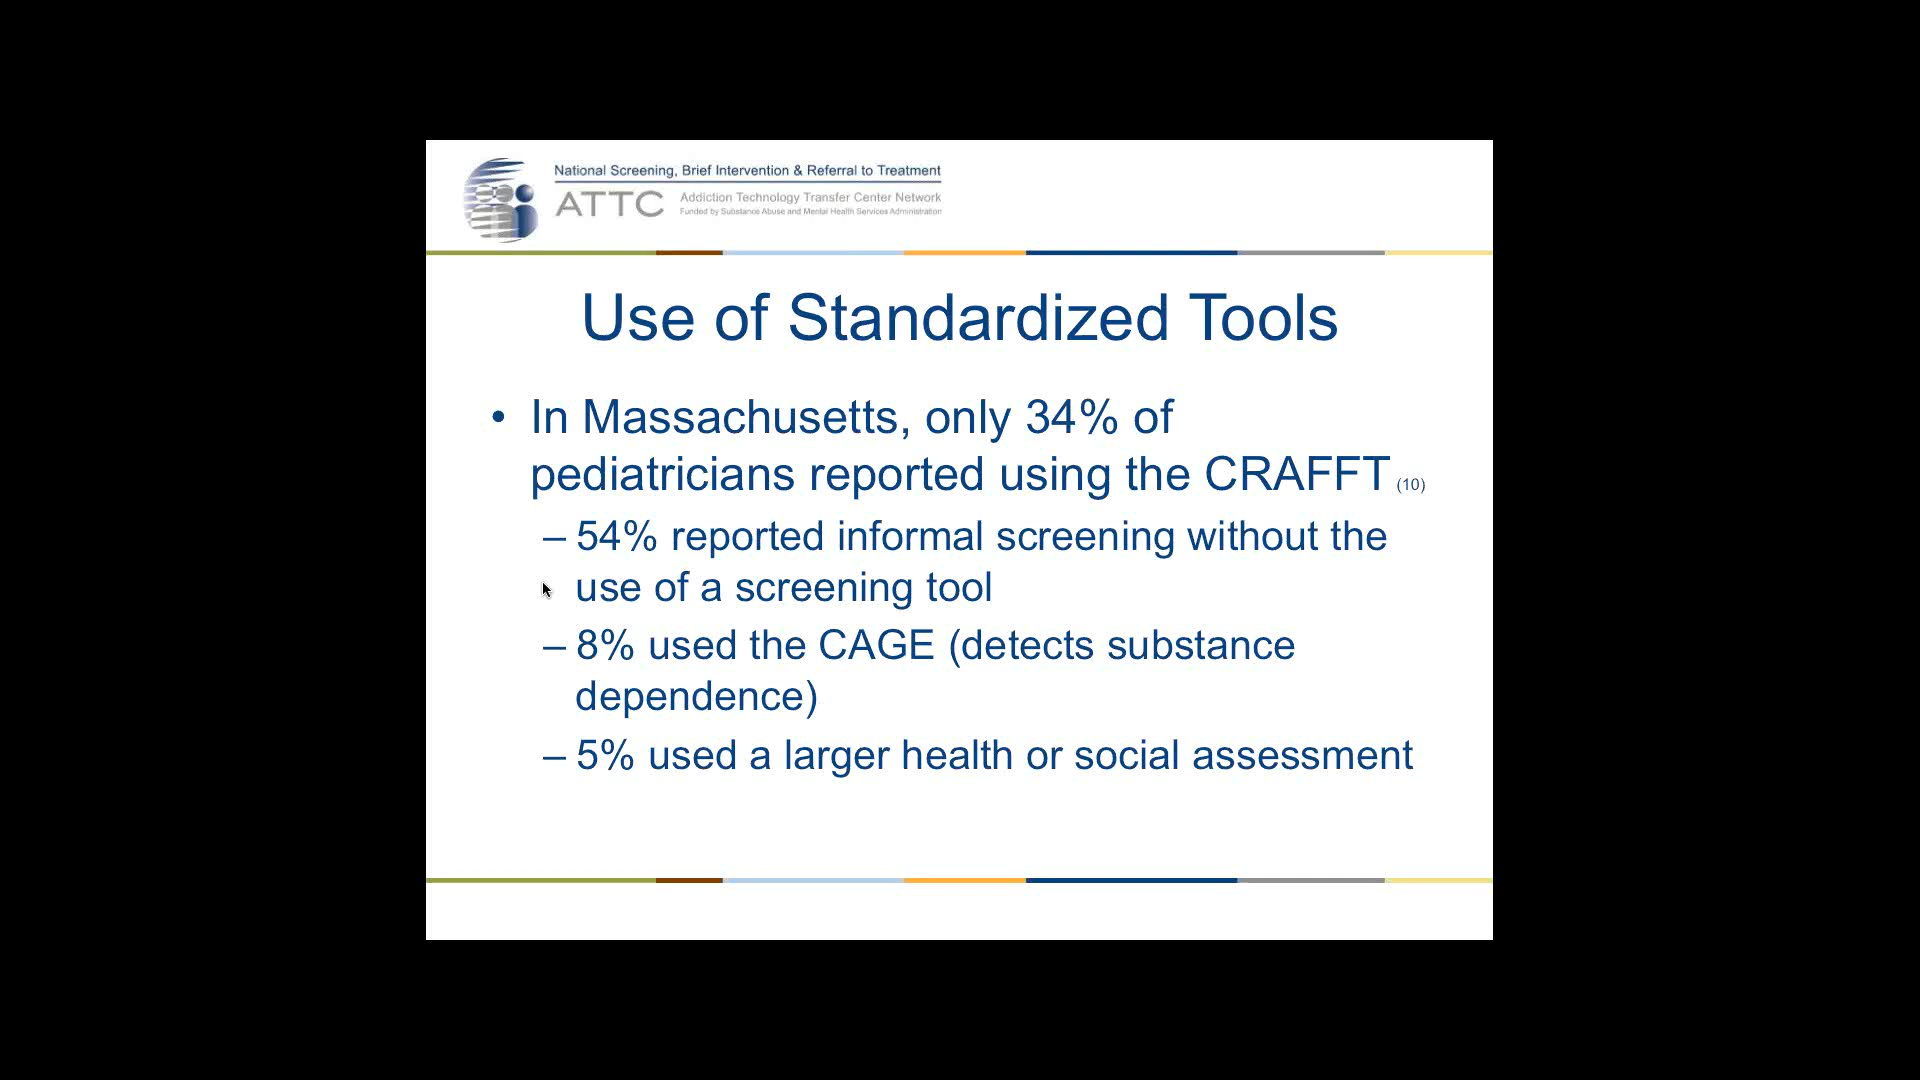 National Screening, Brief Intervention & Referral to Treatment
ATTC Addiction Technology Transfer Center Network
Funded by Substance Abuse and Mental Health Services Administration
Use of Standardized Tools
• In Massachusetts, only 34% of
pediatricians reported using the CRAFFT (10)
– 54% reported informal screening without the
use of a screening tool
– 8% used the CAGE (detects substance
dependence)
– 5% used a larger health or social assessment